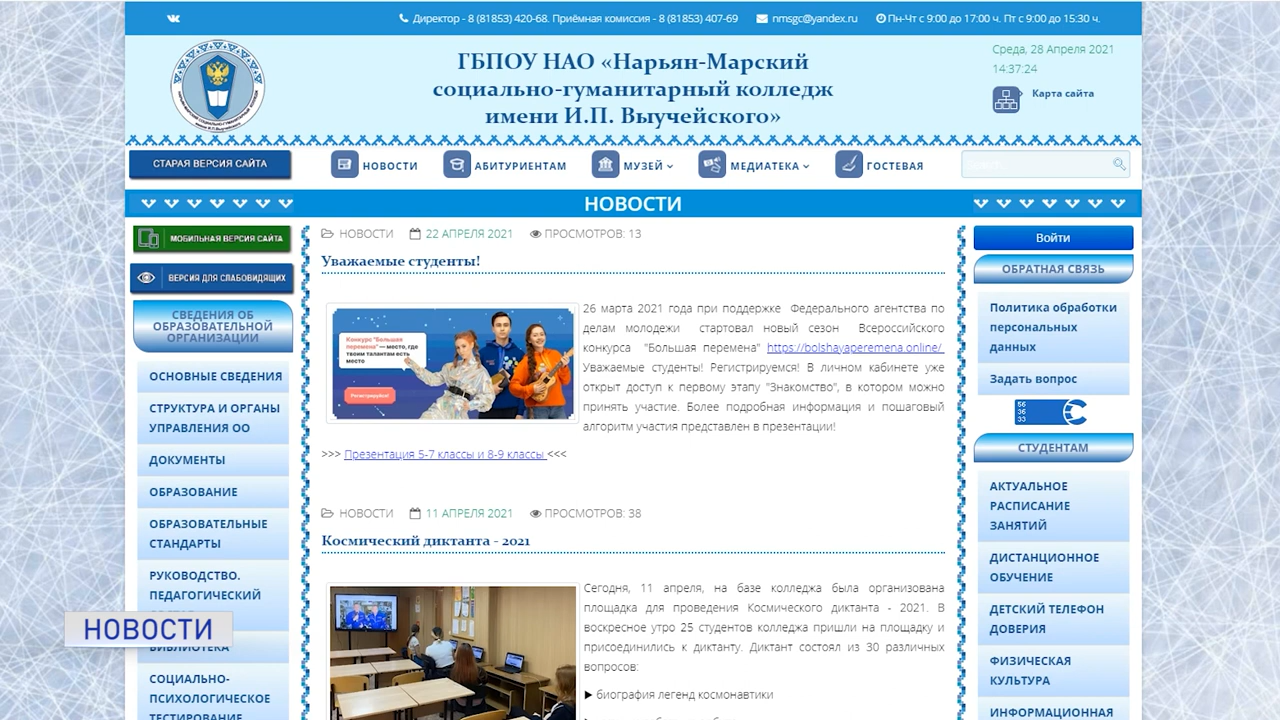 Директор - 8 (81853) 420-68. Приёмная комиссия - 8 (81853) 407-69
nmsgc@yandex.ru
Пн-Чт с 9:00 до 17:00 ч. Пт с 9:00 до 15:30 ч.
ГБПОУ НАО «Нарьян-Марский
социально-гуманитарный колледж
имени И.П. Выучейского»
Среда, 28 Апреля 2021
14:37:24
Карта сайта
СТАРАЯ ВЕРСИЯ САЙТА
НОВОСТИ
АБИТУРИЕНТАМ
МУЗЕЙ
МЕДИАТЕКА
ГОСТЕВАЯ
НОВОСТИ
МОБИЛЬНАЯ ВЕРСИЯ САЙТА
ВЕРСИЯ ДЛЯ СЛАБОВИДЯЩИХ
СВЕДЕНИЯ ОБ
ОБРАЗОВАТЕЛЬНОЙ
ОРГАНИЗАЦИИ
ОСНОВНЫЕ СВЕДЕНИЯ
СТРУКТУРА И ОРГАНЫ
УПРАВЛЕНИЯ ОО
ДОКУМЕНТЫ
ОБРАЗОВАНИЕ
ОБРАЗОВАТЕЛЬНЫЕ
СТАНДАРТЫ
РУКОВОДСТВО.
ПЕДАГОГИЧЕСКИЙ
НОВОСТИ
БИБЛИОТЕКА
СОЦИАЛЬНО-
ПСИХОЛОГИЧЕСКОЕ
ТЕСТИРОВАНИЕ
НОВОСТИ 22 АПРЕЛЯ 2021 ПРОСМОТРОВ: 13
Уважаемые студенты!
Конкурс "Большая
перемена" — место, где
твоим талантам есть
место
Регистрируйся!
26 марта 2021 года при поддержке Федерального агентства по
делам молодежи стартовал новый сезон Всероссийского
конкурса "Большая перемена" https://bolshayaperemena.online/
Уважаемые студенты! Регистрируемся! В личном кабинете уже
открыт доступ к первому этапу "Знакомство", в котором можно
принять участие. Более подробная информация и пошаговый
алгоритм участия представлен в презентации!
>>> Презентация 5-7 классы и 8-9 классы <<<
НОВОСТИ 11 АПРЕЛЯ 2021 ПРОСМОТРОВ: 38
Космический диктанта - 2021
Сегодня, 11 апреля, на базе колледжа была организована
площадка для проведения Космического диктанта - 2021. В
воскресное утро 25 студентов колледжа пришли на площадку и
присоединились к диктанту. Диктант состоял из 30 различных
вопросов:
► биография легенд космонавтики
Войти
ОБРАТНАЯ СВЯЗЬ
Политика обработки
персональных
данных
Задать вопрос
56
36
33
СТУДЕНТАМ
АКТУАЛЬНОЕ
РАСПИСАНИЕ
ЗАНЯТИЙ
ДИСТАНЦИОННОЕ
ОБУЧЕНИЕ
ДЕТСКИЙ ТЕЛЕФОН
ДОВЕРИЯ
ФИЗИЧЕСКАЯ
КУЛЬТУРА
ИНФОРМАЦИОННАЯ